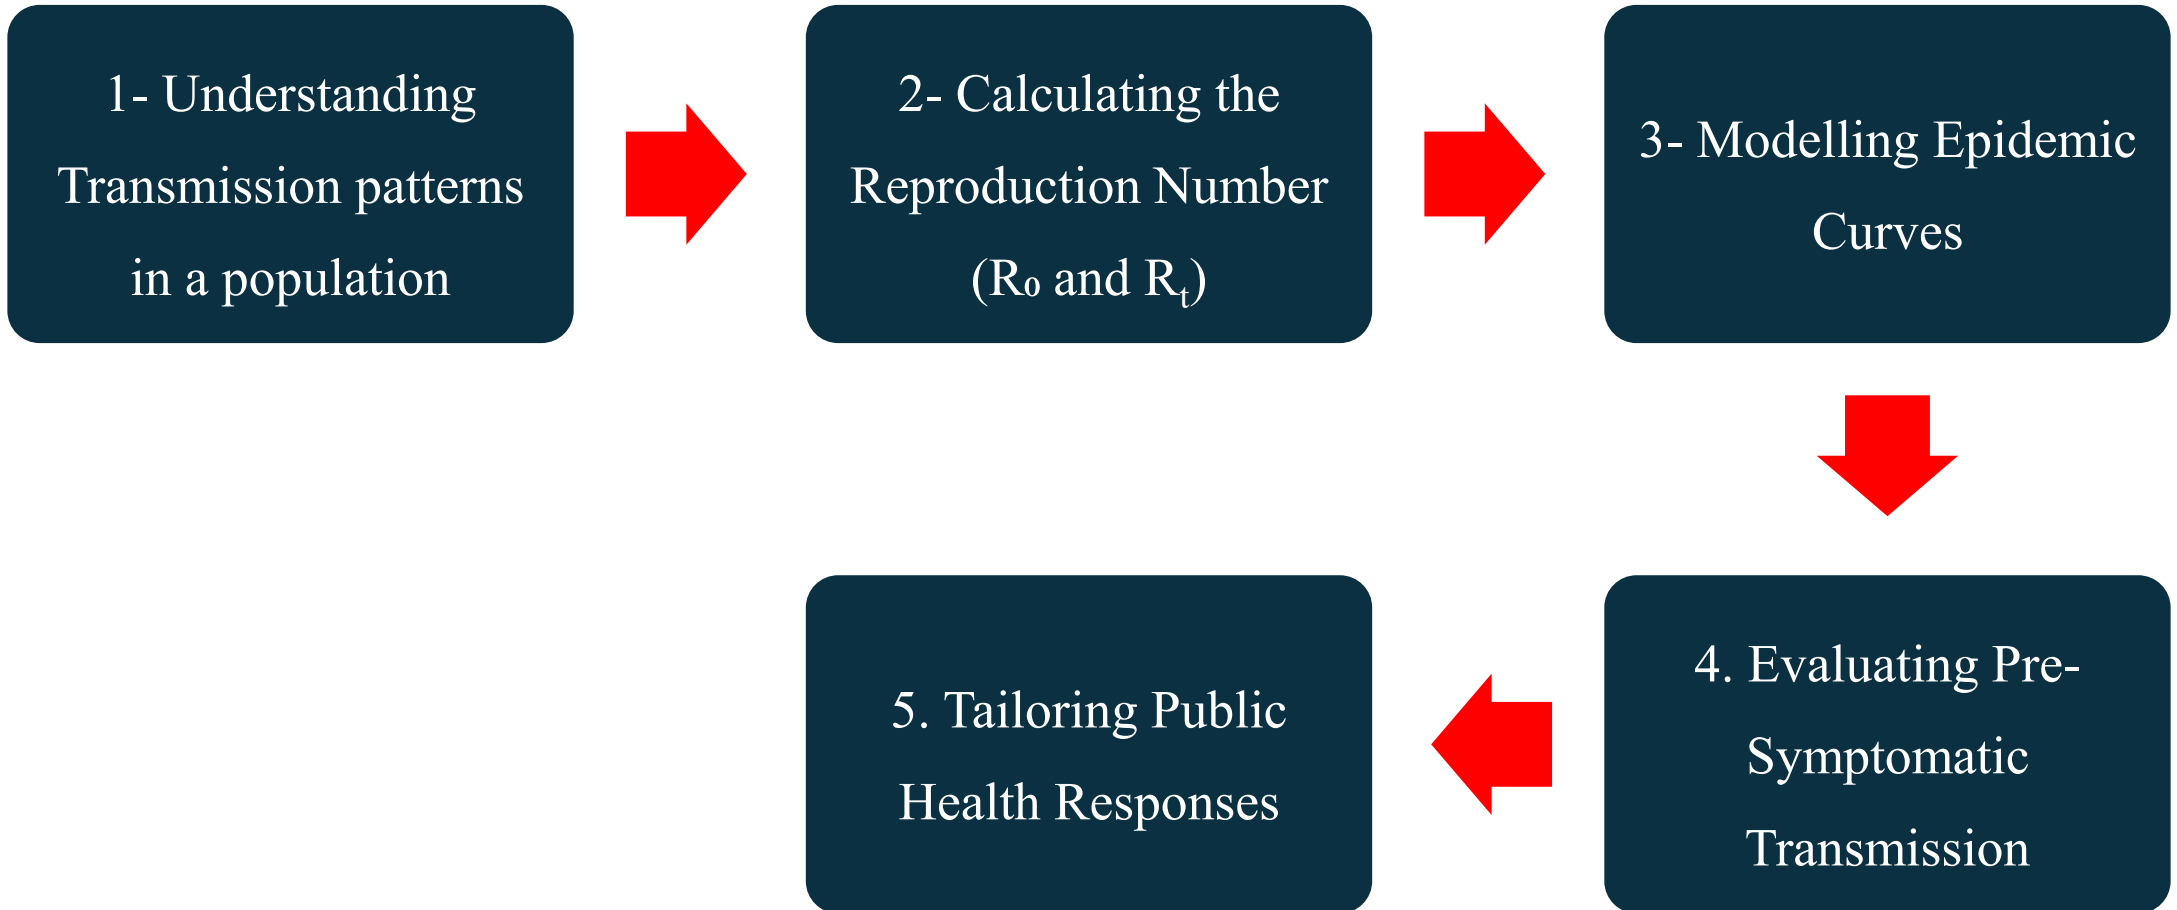 1- Understanding
Transmission patterns
in a population
2- Calculating the
Reproduction Number
(R₀ and Rₜ)
3- Modelling Epidemic
Curves
4. Evaluating Pre-
Symptomatic
Transmission
5. Tailoring Public
Health Responses